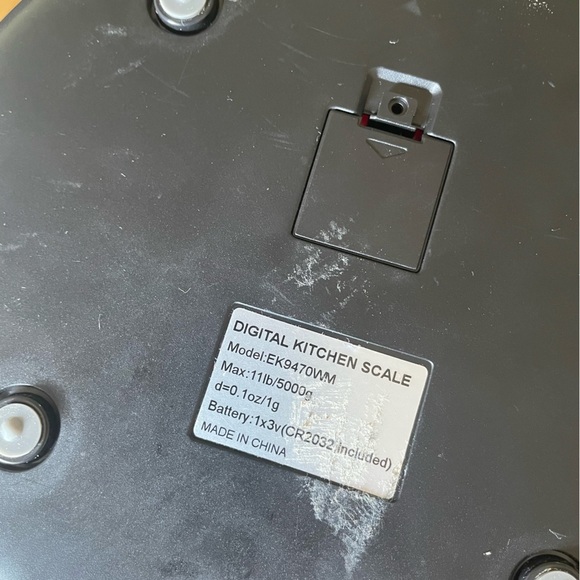 DIGITAL KITCHEN SCALE
Model:EK9470WM
Max:11lb/5000g
d=0.1oz/1g
Battery:1x3v(CR2032 included)
MADE IN CHINA